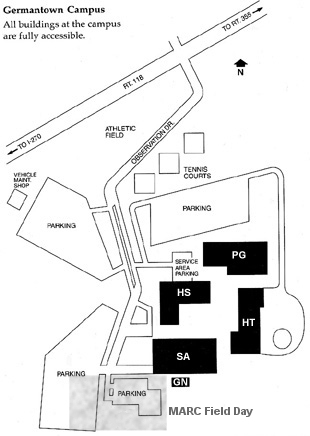 Germantown Campus
All buildings at the campus
are fully accessible.
TO RT. 355
RT. 118
N
TO I-270
ATHLETIC
FIELD
OBSERVATION DR.
VEHICLE
MAINT.
SHOP
TENNIS
COURTS
PARKING
PARKING
SERVICE
AREA
PARKING
PG
HS
HT
SA
PARKING
GN
PARKING
MARC Field Day